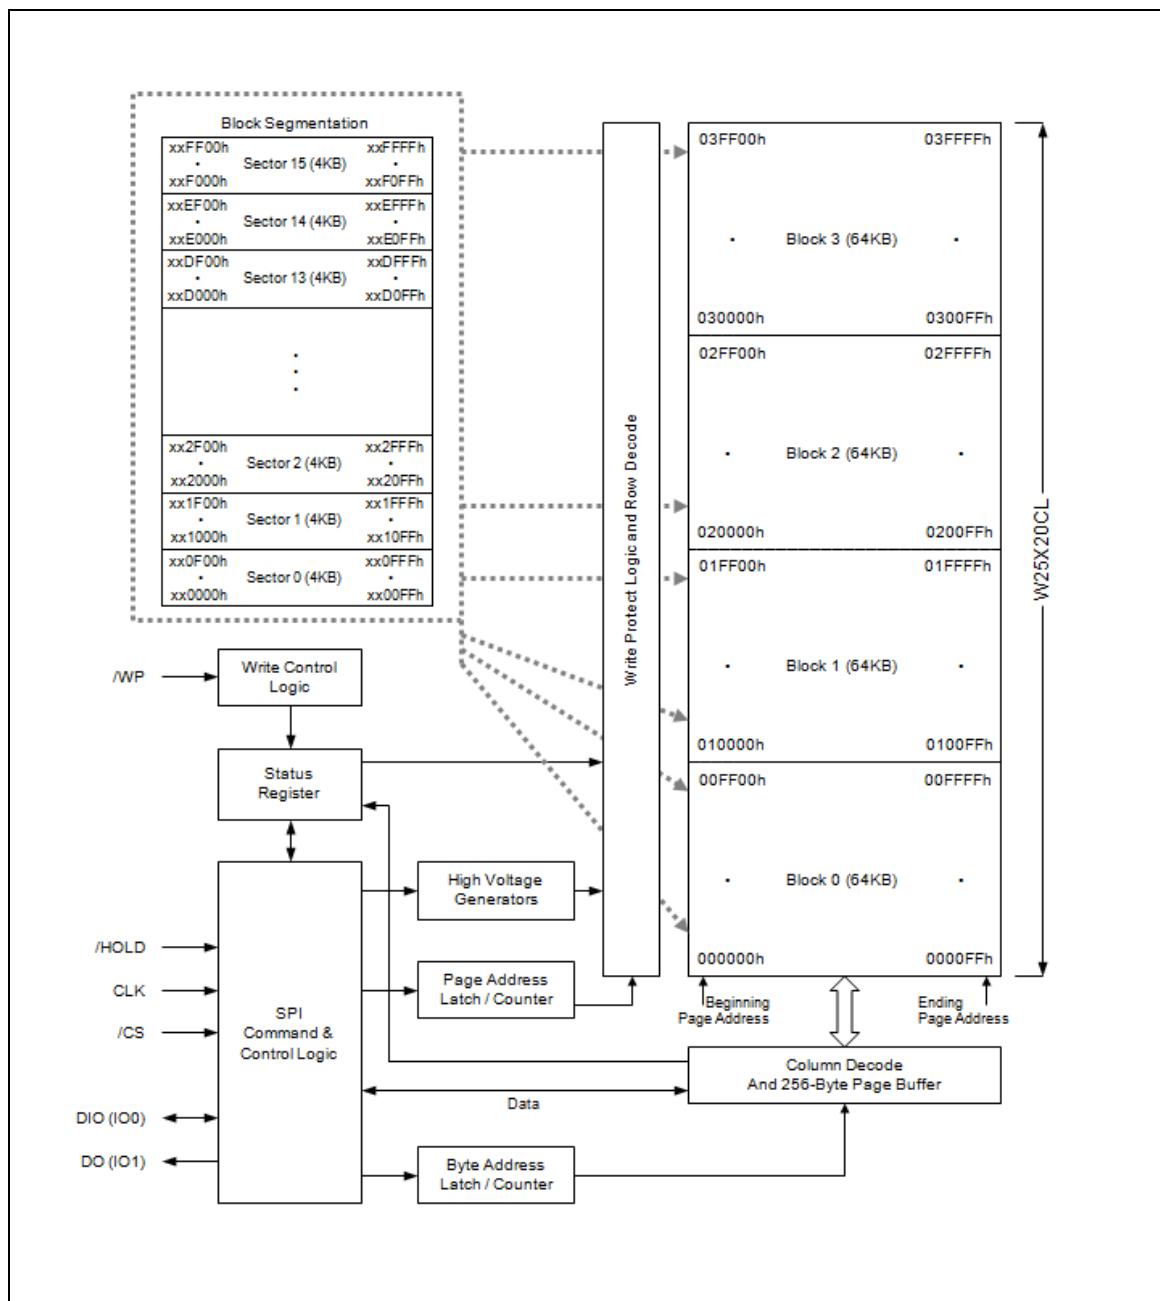 Block Segmentation
xxFF00h xxFFFFh
Sector 15 (4KB)
xxF000h xxF0FFh
xxEF00h xxEFFFh
Sector 14 (4KB)
xxE000h xxE0FFh
xxDF00h xxDFFFh
Sector 13 (4KB)
xxD000h xxD0FFh
xx2F00h xx2FFFh
Sector 2 (4KB)
xx2000h xx20FFh
xx1F00h xx1FFFh
Sector 1 (4KB)
xx1000h xx10FFh
xx0F00h xx0FFFh
Sector 0 (4KB)
xx0000h xx00FFh
Write Protect Logic and Row Decode
03FF00h 03FFFFh
Block 3 (64KB)
030000h 0300FFh
02FF00h 02FFFFh
Block 2 (64KB)
020000h 0200FFh
01FF00h 01FFFFh
Block 1 (64KB)
010000h 0100FFh
00FF00h 00FFFFh
Block 0 (64KB)
000000h 0000FFh
W25X20CL
Beginning
Page Address
Ending
Page Address
/WP
Write Control
Logic
Status
Register
High Voltage
Generators
/HOLD
CLK
/CS
DIO (IO0)
DO (IO1)
SPI
Command &
Control Logic
Page Address
Latch / Counter
Column Decode
And 256-Byte Page Buffer
Data
Byte Address
Latch / Counter